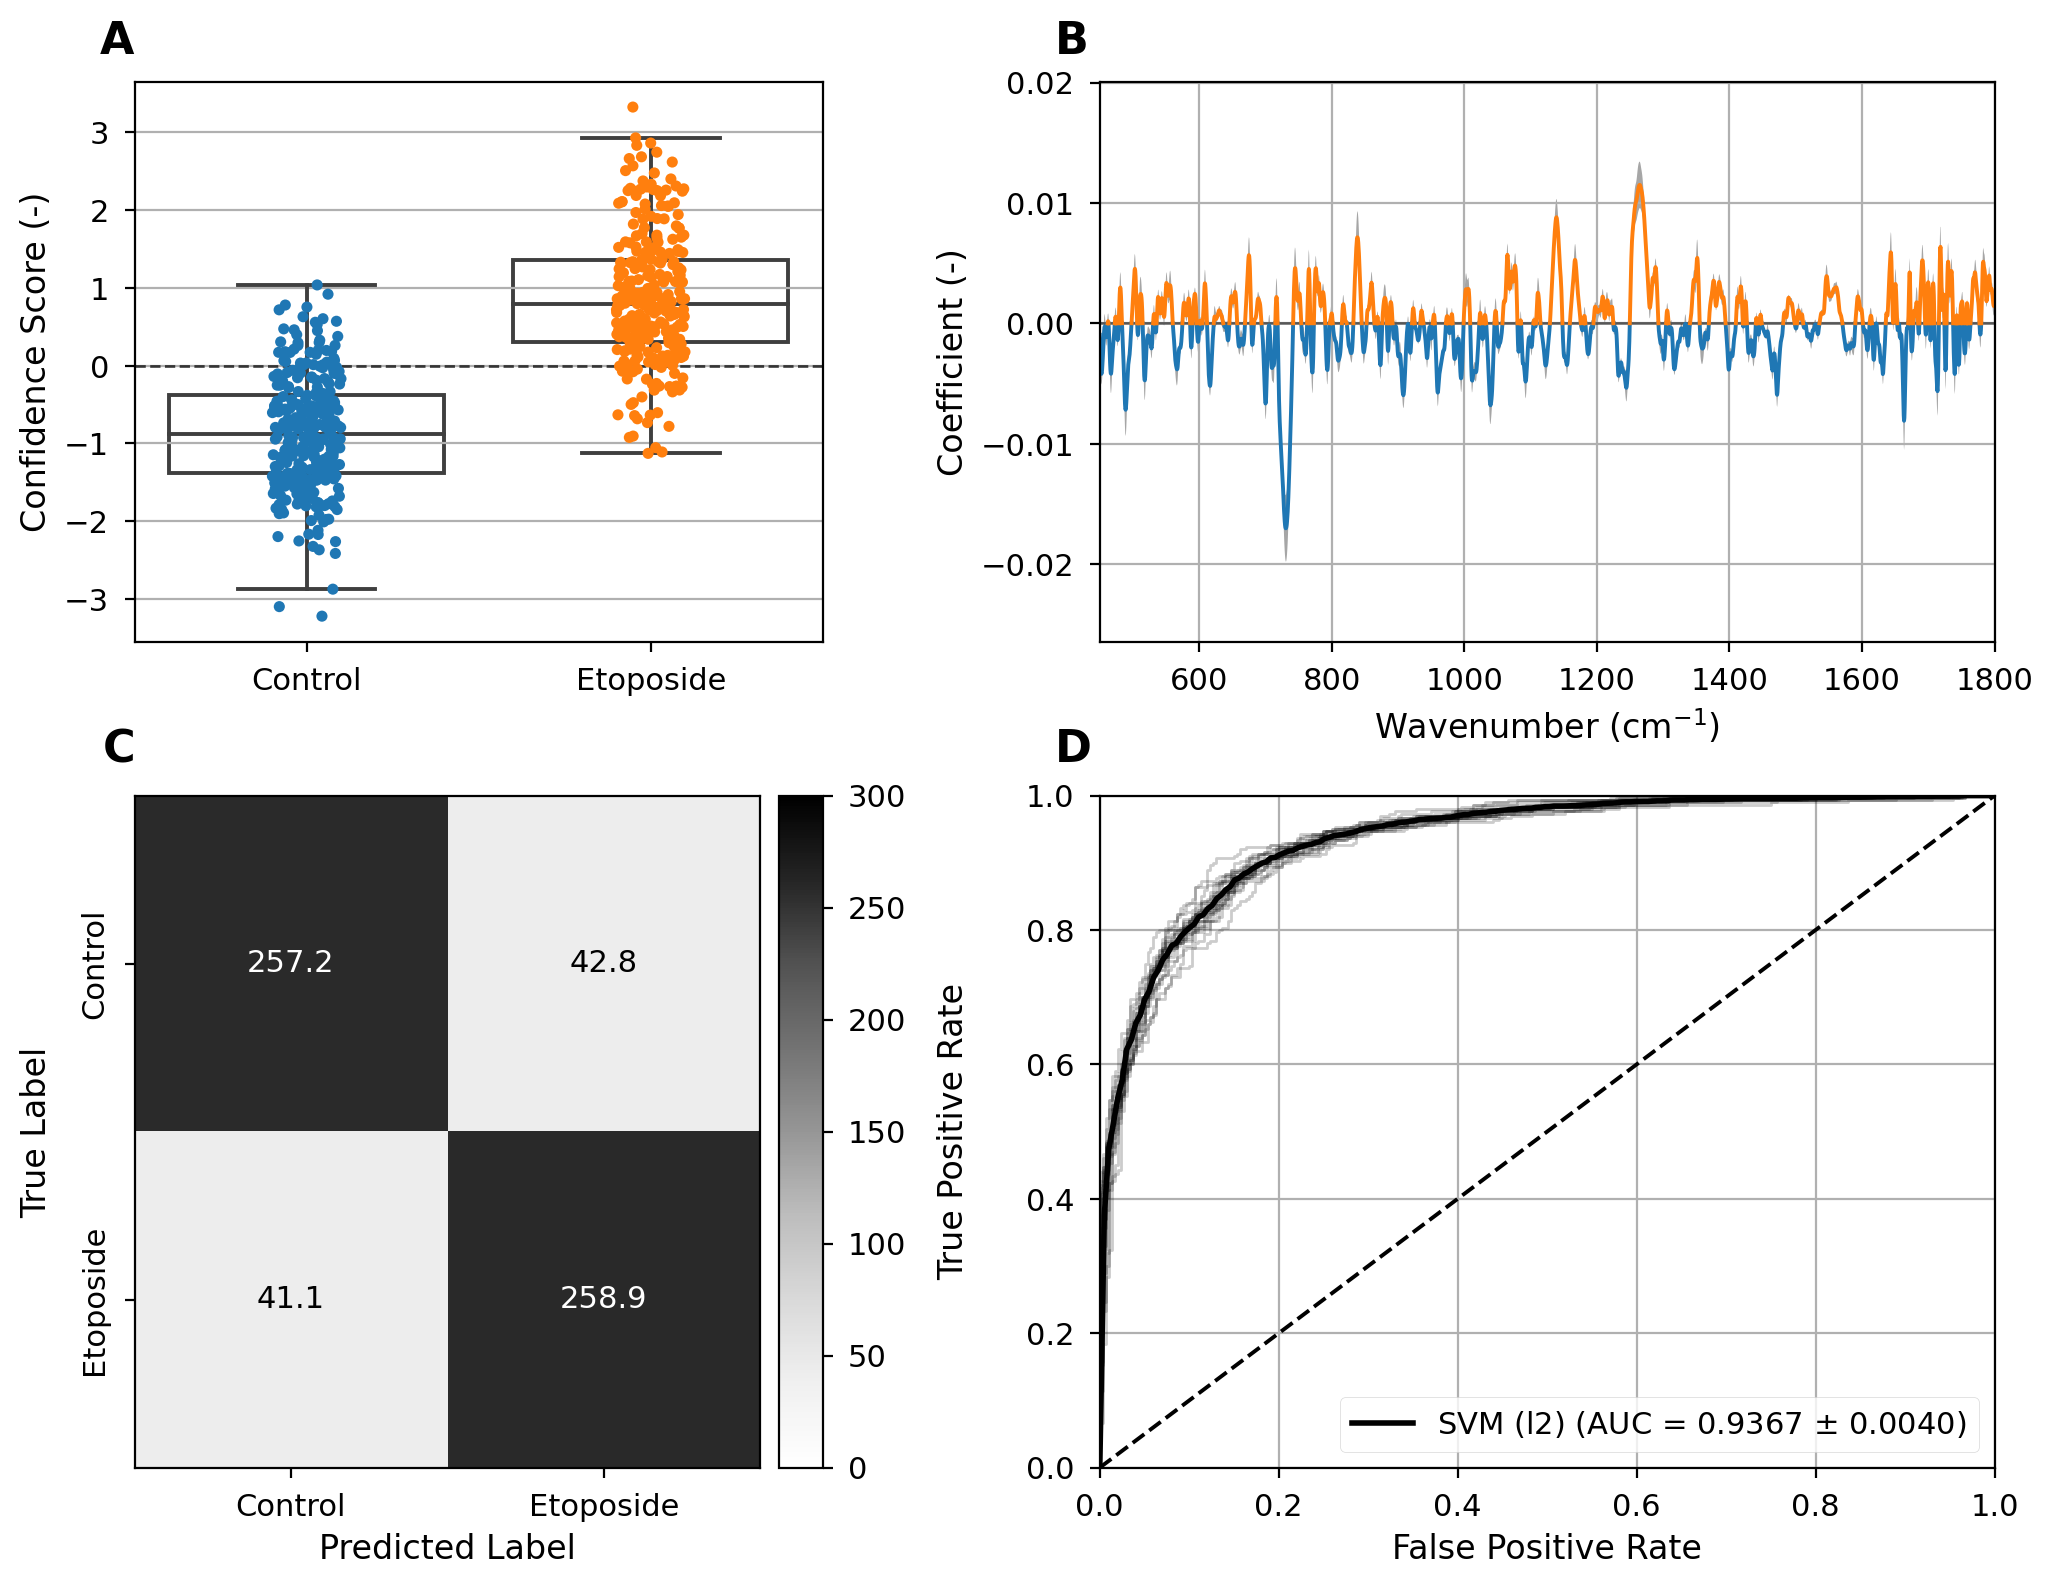 A
Confidence Score (-)
3
2
1
0
−1
−2
−3
Control Etoposide
B
Coefficient (-)
0.02
0.01
0.00
−0.01
−0.02
600 800 1000 1200 1400 1600 1800
Wavenumber (cm⁻¹)
C
True Label
Control
Etoposide
257.2 42.8
41.1 258.9
Control Etoposide
Predicted Label
300
250
200
150
100
50
0
D
True Positive Rate
1.0
0.8
0.6
0.4
0.2
0.0
SVM (l2) (AUC = 0.9367 ± 0.0040)
0.0 0.2 0.4 0.6 0.8 1.0
False Positive Rate